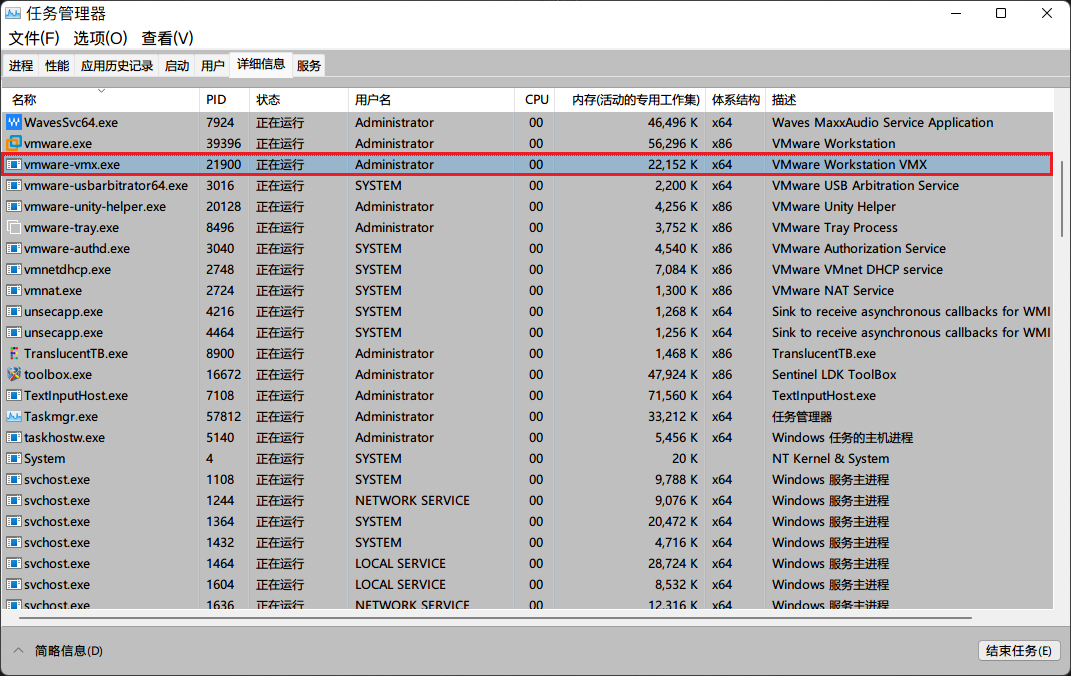 任务管理器
文件(F) 选项(O) 查看(V)
进程 性能 应用历史记录 启动 用户 详细信息 服务
名称 PID 状态 用户名 CPU 内存(活动的专用工作集) 体系结构 描述
WavesSvc64.exe 7924 正在运行 Administrator 00 46,496 K x64 Waves MaxxAudio Service Application
vmware.exe 39396 正在运行 Administrator 00 56,296 K x86 VMware Workstation
vmware-vmx.exe 21900 正在运行 Administrator 00 22,152 K x64 VMware Workstation VMX
vmware-usbarbitrator64.exe 3016 正在运行 SYSTEM 00 2,200 K x64 VMware USB Arbitration Service
vmware-unity-helper.exe 20128 正在运行 Administrator 00 4,256 K x86 VMware Unity Helper
vmware-tray.exe 8496 正在运行 Administrator 00 3,752 K x86 VMware Tray Process
vmware-authd.exe 3040 正在运行 SYSTEM 00 4,540 K x86 VMware Authorization Service
vmnetdhcp.exe 2748 正在运行 SYSTEM 00 7,084 K x86 VMware VMnet DHCP service
vmnat.exe 2724 正在运行 SYSTEM 00 1,300 K x86 VMware NAT Service
unsecapp.exe 4216 正在运行 SYSTEM 00 1,268 K x64 Sink to receive asynchronous callbacks for WMI
unsecapp.exe 4464 正在运行 SYSTEM 00 1,256 K x64 Sink to receive asynchronous callbacks for WMI
TranslucentTB.exe 8900 正在运行 Administrator 00 1,468 K x86 TranslucentTB.exe
toolbox.exe 16672 正在运行 Administrator 00 47,924 K x86 Sentinel LDK ToolBox
TextInputHost.exe 7108 正在运行 Administrator 00 71,560 K x64 TextInputHost.exe
Taskmgr.exe 57812 正在运行 Administrator 00 33,212 K x64 任务管理器
taskhostw.exe 5140 正在运行 Administrator 00 5,456 K x64 Windows 任务的主机进程
System 4 正在运行 SYSTEM 00 20 K NT Kernel & System
svchost.exe 1108 正在运行 SYSTEM 00 9,788 K x64 Windows 服务主进程
svchost.exe 1244 正在运行 NETWORK SERVICE 00 9,076 K x64 Windows 服务主进程
svchost.exe 1364 正在运行 SYSTEM 00 20,472 K x64 Windows 服务主进程
svchost.exe 1432 正在运行 SYSTEM 00 4,716 K x64 Windows 服务主进程
svchost.exe 1464 正在运行 LOCAL SERVICE 00 28,724 K x64 Windows 服务主进程
svchost.exe 1604 正在运行 LOCAL SERVICE 00 8,532 K x64 Windows 服务主进程
svchost.exe 1636 正在运行 NETWORK SERVICE 00 12,316 K x64 Windows 服务主进程
简略信息(D) 结束任务(E)